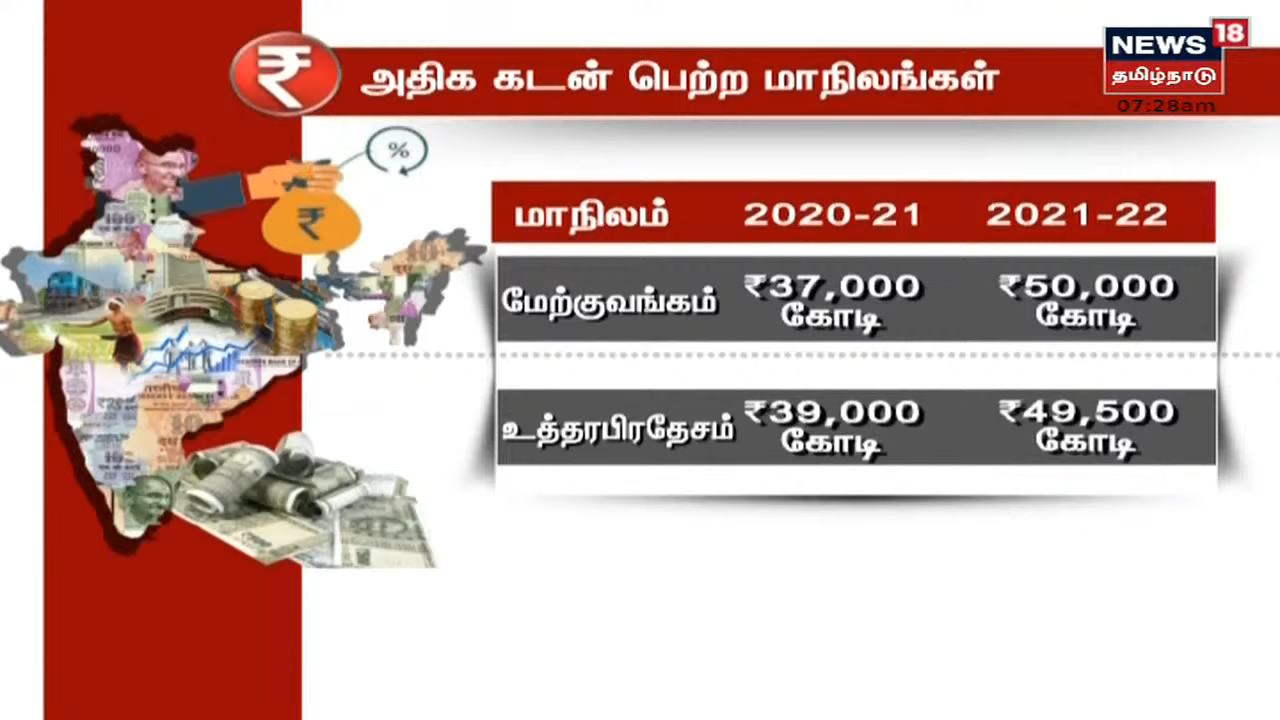 ₹ அதிக கடன் பெற்ற மாநிலங்கள்
NEWS 18
தமிழ்நாடு
07:28am
%
₹
மாநிலம் 2020-21 2021-22
மேற்குவங்கம் ₹37,000 கோடி ₹50,000 கோடி
உத்தரபிரதேசம் ₹39,000 கோடி ₹49,500 கோடி